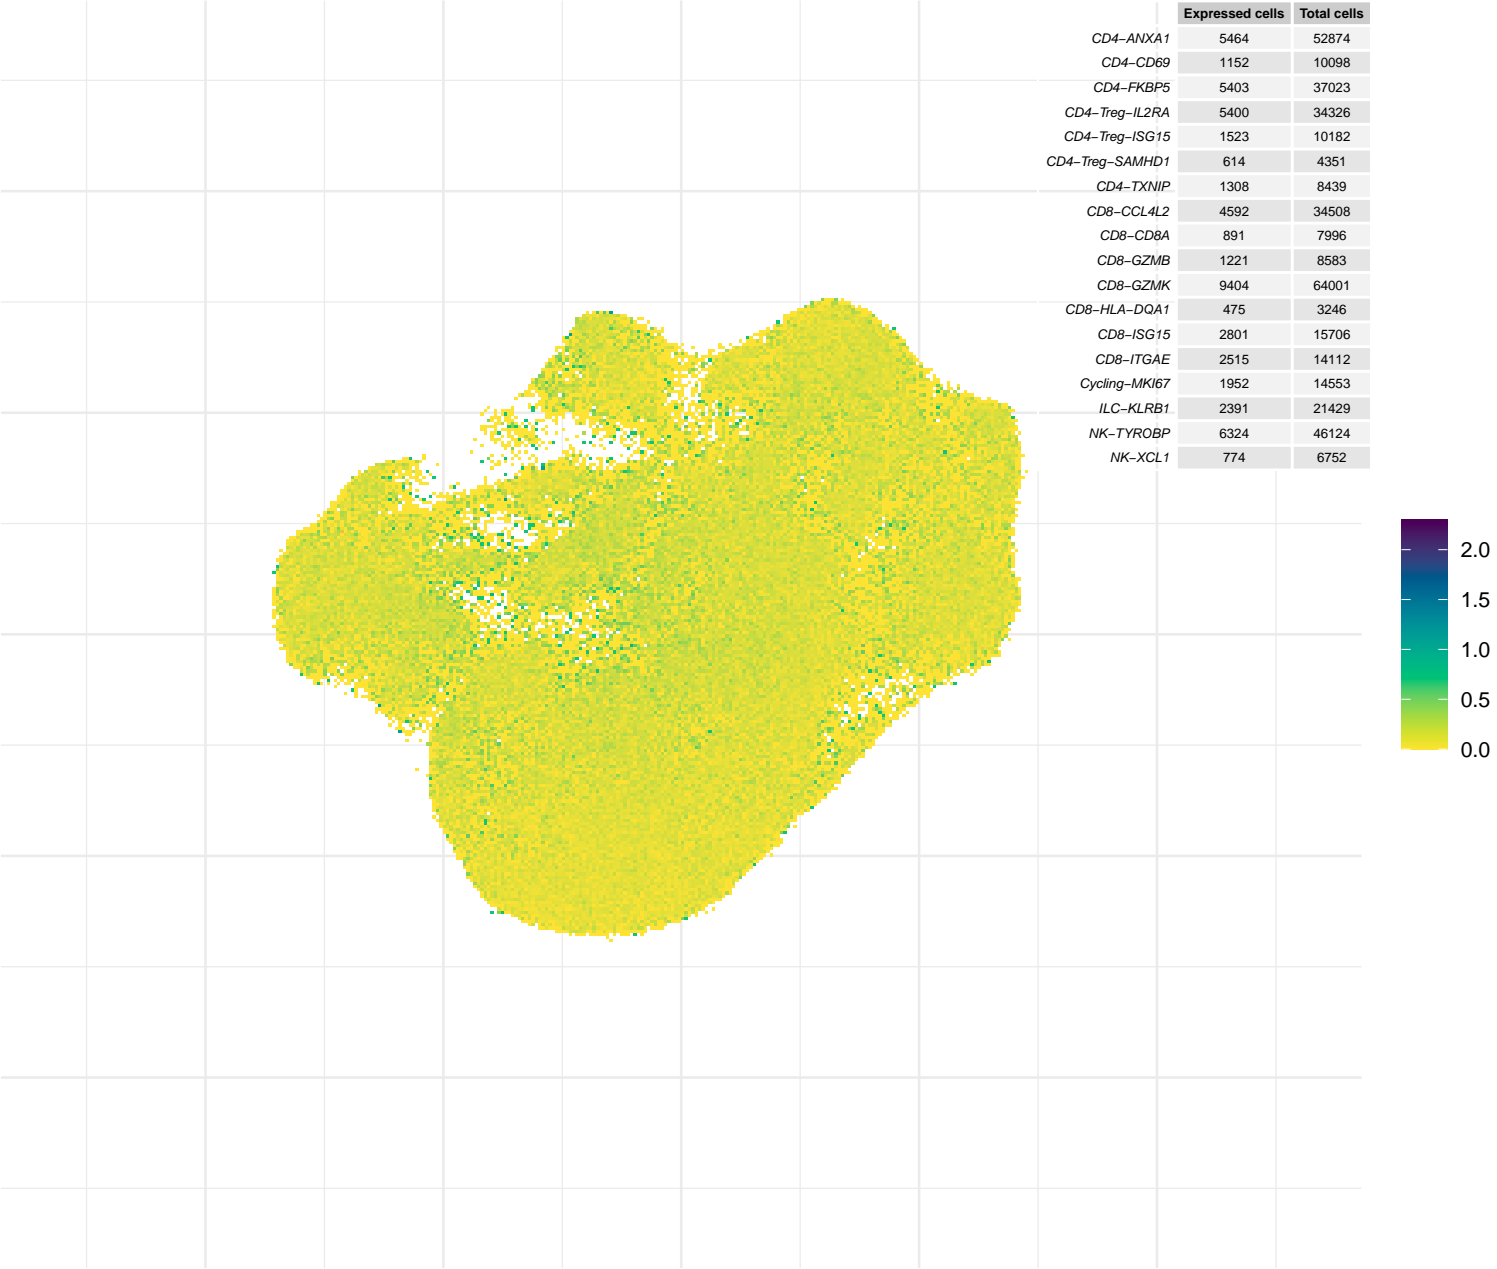 Expressed cells Total cells
CD4−ANXA1 5464 52874
CD4−CD69 1152 10098
CD4−FKBP5 5403 37023
CD4−Treg−IL2RA 5400 34326
CD4−Treg−ISG15 1523 10182
CD4−Treg−SAMHD1 614 4351
CD4−TXNIP 1308 8439
CD8−CCL4L2 4592 34508
CD8−CD8A 891 7996
CD8−GZMB 1221 8583
CD8−GZMK 9404 64001
CD8−HLA−DQA1 475 3246
CD8−ISG15 2801 15706
CD8−ITGAE 2515 14112
Cycling−MKI67 1952 14553
ILC−KLRB1 2391 21429
NK−TYROBP 6324 46124
NK−XCL1 774 6752
2.0
1.5
1.0
0.5
0.0